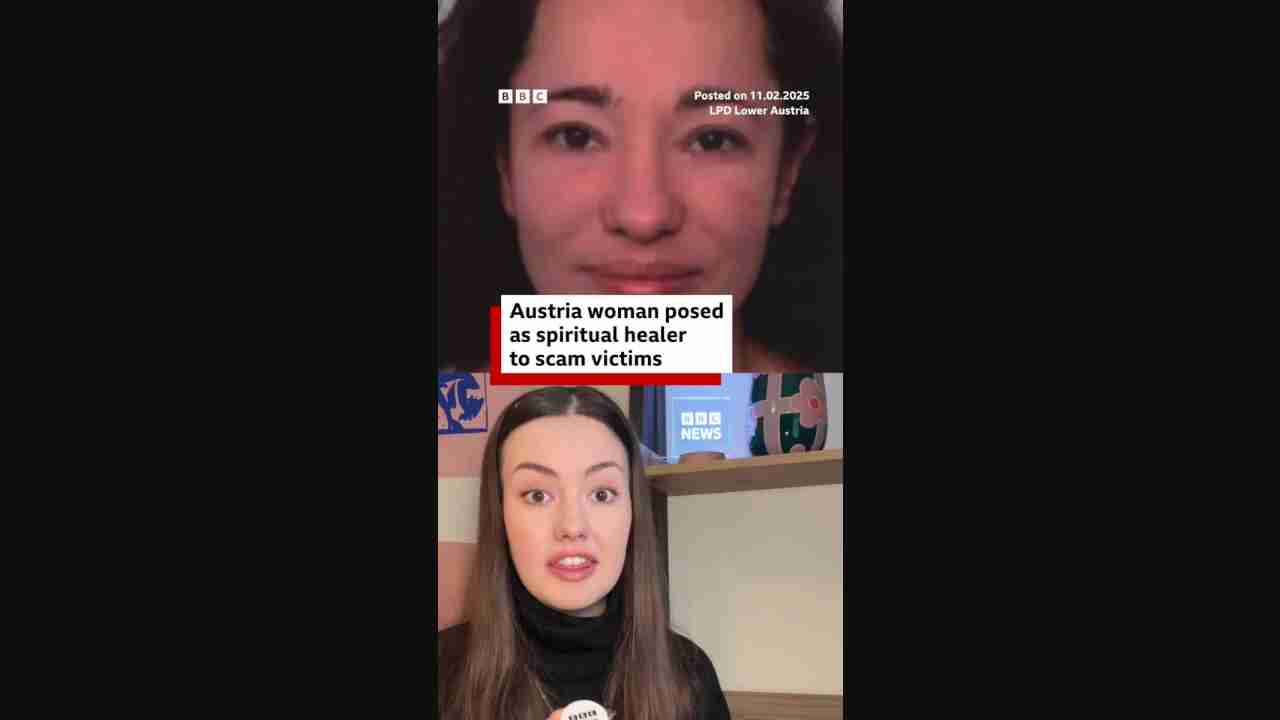 BBC
Posted on 11.02.2025
LPD Lower Austria
Austria woman posed
as spiritual healer
to scam victims
BBC
NEWS